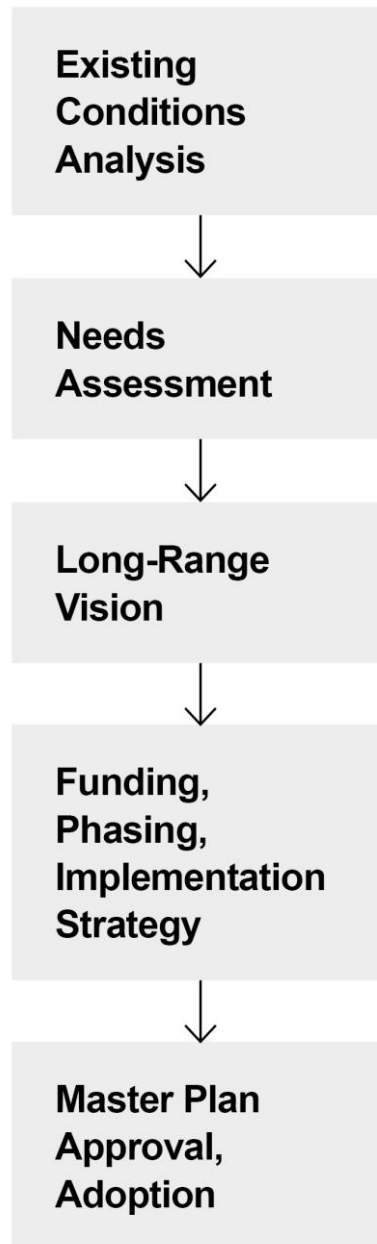 Existing
Conditions
Analysis
Needs
Assessment
Long-Range
Vision
Funding,
Phasing,
Implementation
Strategy
Master Plan
Approval,
Adoption